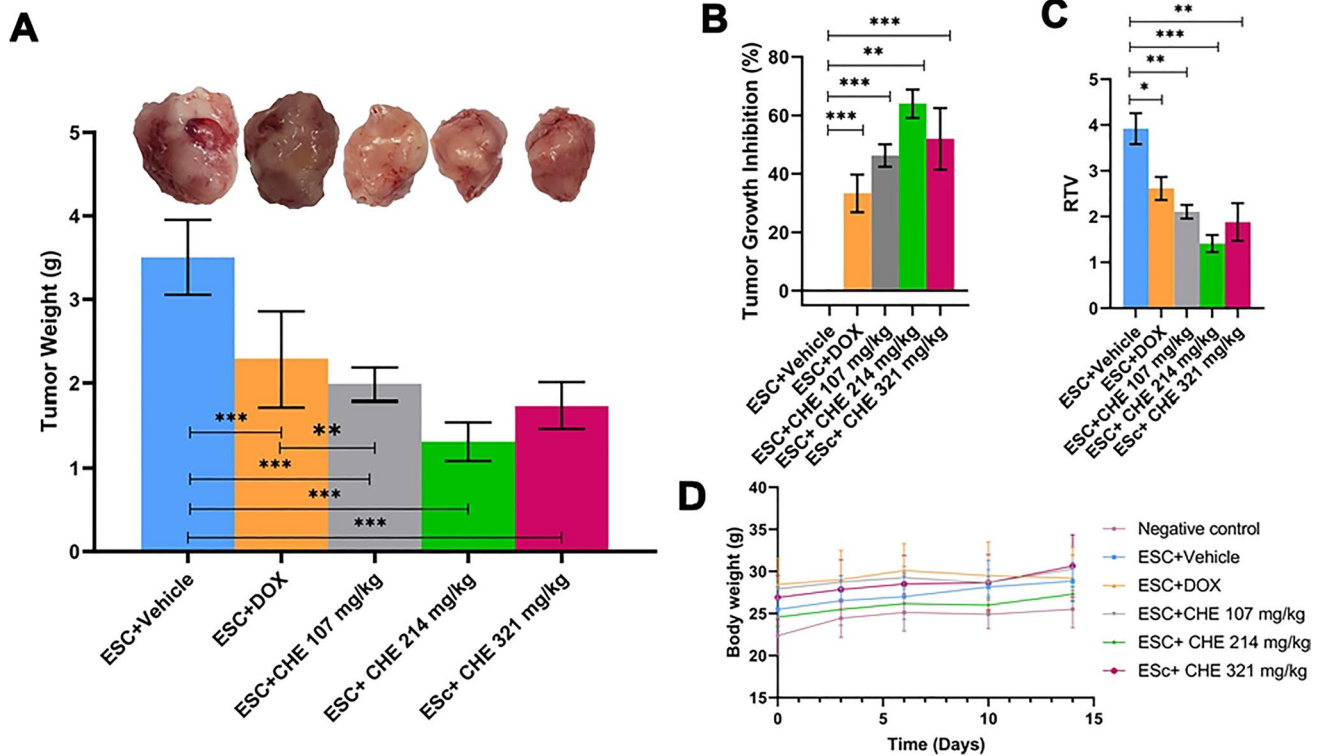 A
Tumor Weight (g)
5
4
3
2
1
0
***
**
***
***
***
ESC+Vehicle
ESC+DOX
ESC+CHE 107 mg/kg
ESC+ CHE 214 mg/kg
ESc+ CHE 321 mg/kg
B
Tumor Growth Inhibition (%)
80
60
40
20
0
***
**
***
***
ESC+Vehicle
ESC+DOX
ESC+CHE 107 mg/kg
ESC+ CHE 214 mg/kg
ESc+ CHE 321 mg/kg
C
RTV
5
4
3
2
1
0
**
***
**
*
ESC+Vehicle
ESC+DOX
ESC+CHE 107 mg/kg
ESC+ CHE 214 mg/kg
ESc+ CHE 321 mg/kg
D
Body weight (g)
40
35
30
25
20
15
0
5
10
15
Time (Days)
Negative control
ESC+Vehicle
ESC+DOX
ESC+CHE 107 mg/kg
ESC+ CHE 214 mg/kg
ESc+ CHE 321 mg/kg